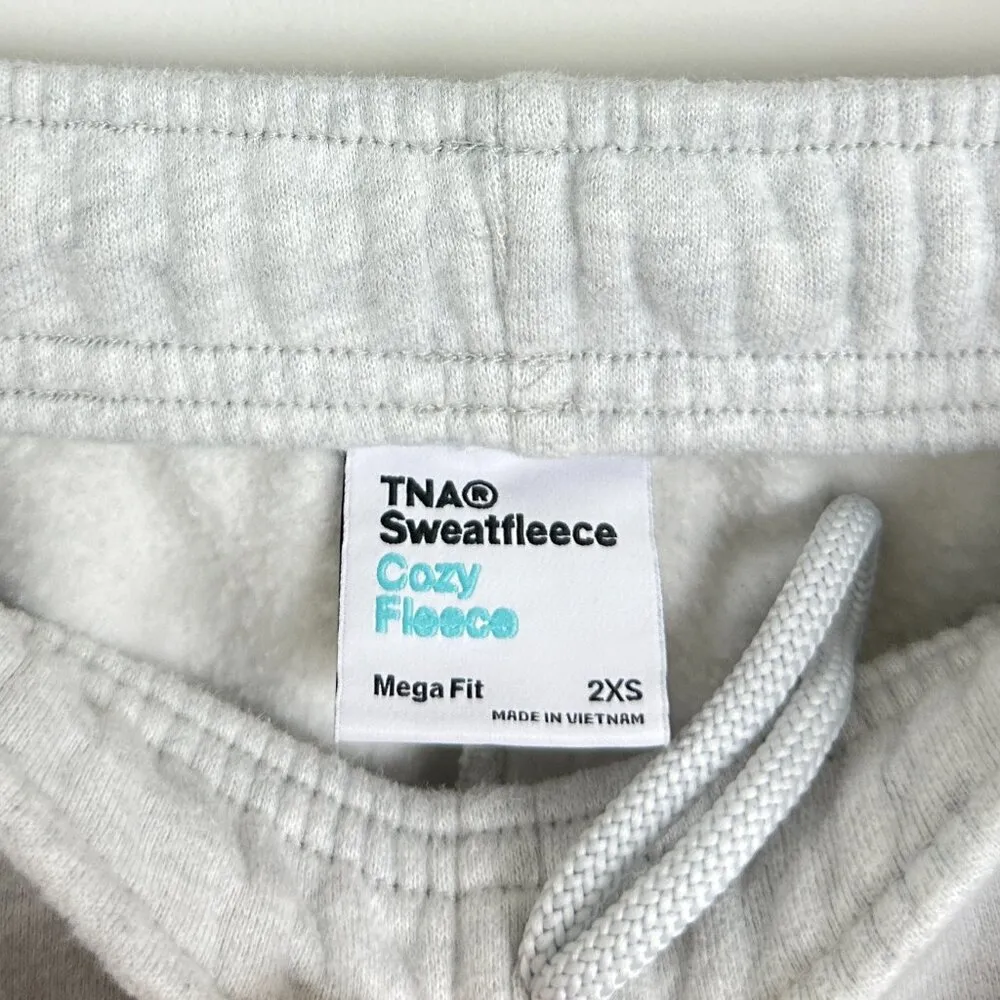 TNA®
Sweatfleece
Cozy
Fleece
Mega Fit 2XS
MADE IN VIETNAM